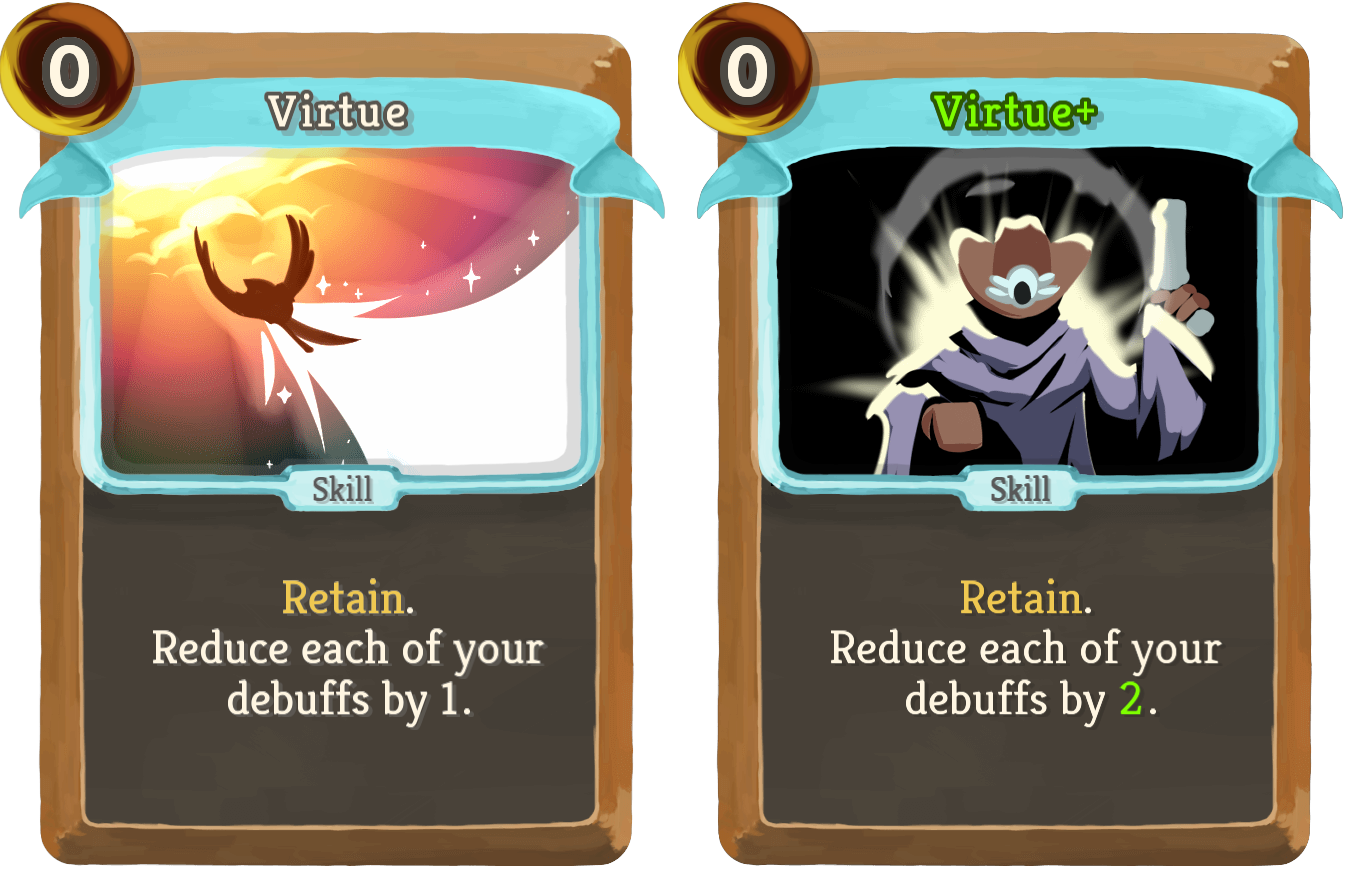 0
Virtue
Skill
Retain.
Reduce each of your
debuffs by 1.
0
Virtue+
Skill
Retain.
Reduce each of your
debuffs by 2.